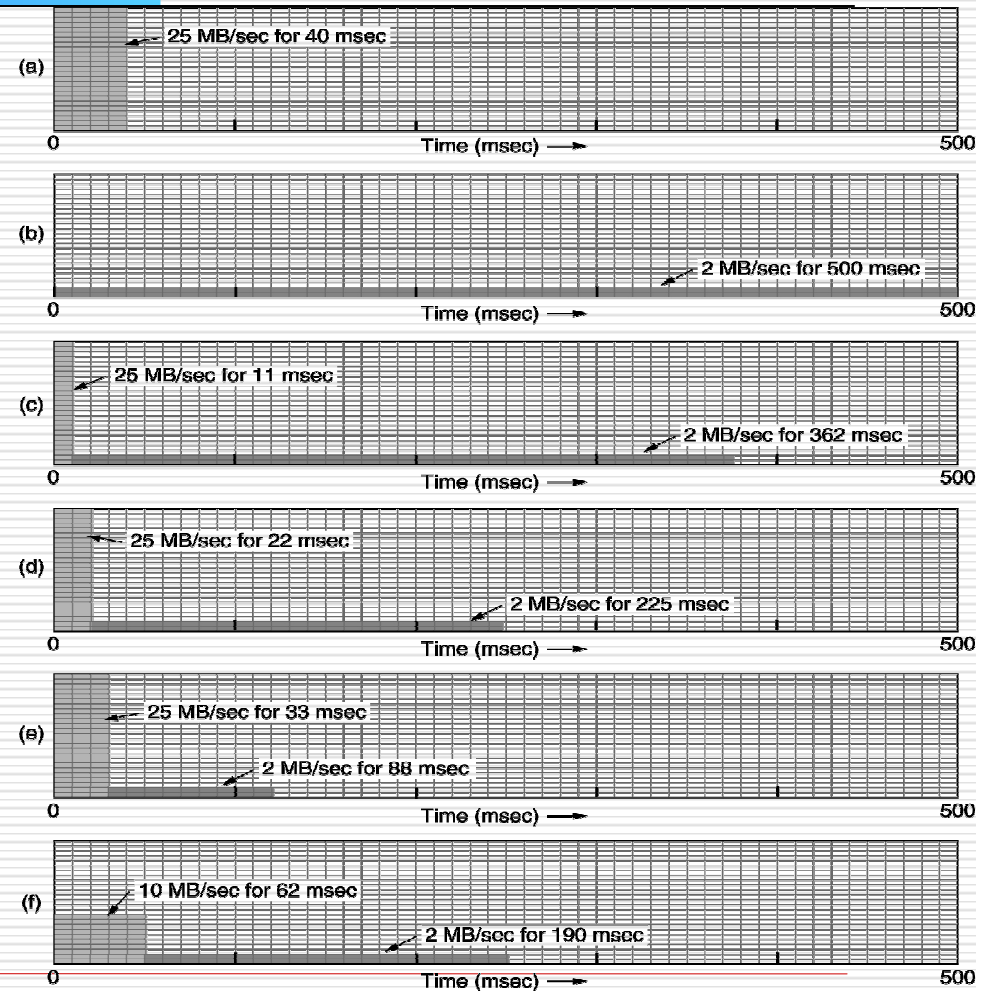 25 MB/sec for 40 msec
(a)
0
Time (msec)
500
(b)
2 MB/sec for 500 msec
0
Time (msec)
500
25 MB/sec for 11 msec
(c)
2 MB/sec for 362 msec
0
Time (msec)
500
25 MB/sec for 22 msec
(d)
2 MB/sec for 225 msec
0
Time (msec)
500
25 MB/sec for 33 msec
(e)
2 MB/sec for 88 msec
0
Time (msec)
500
10 MB/sec for 62 msec
(f)
2 MB/sec for 190 msec
0
Time (msec)
500